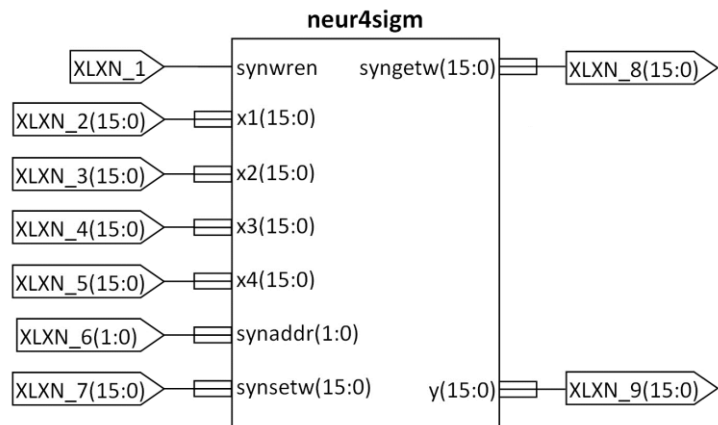 neur4sigm
XLXN_1 synwren syngetw(15:0) XLXN_8(15:0)
XLXN_2(15:0) x1(15:0)
XLXN_3(15:0) x2(15:0)
XLXN_4(15:0) x3(15:0)
XLXN_5(15:0) x4(15:0)
XLXN_6(1:0) synaddr(1:0)
XLXN_7(15:0) synsetw(15:0) y(15:0) XLXN_9(15:0)